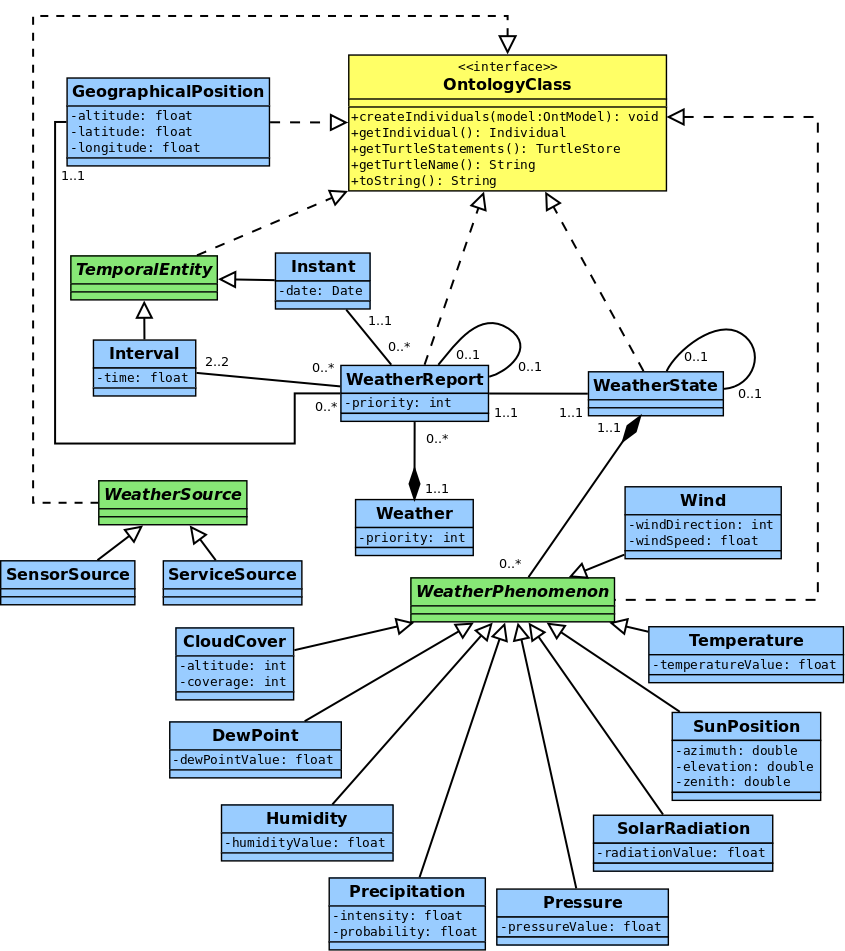 <<interface>>
OntologyClass
+createIndividuals(model:OntModel): void
+getIndividual(): Individual
+getTurtleStatements(): TurtleStore
+getTurtleName(): String
+toString(): String
GeographicalPosition
-altitude: float
-latitude: float
-longitude: float
1..1
TemporalEntity
Instant
-date: Date
1..1
0..*
Interval
-time: float
2..2
0..*
0..*
WeatherReport
-priority: int
0..1
0..1
1..1
1..1
WeatherState
0..1
0..1
1..1
0..*
1..1
Weather
-priority: int
WeatherSource
SensorSource
ServiceSource
Wind
-windDirection: int
-windSpeed: float
0..*
WeatherPhenomenon
CloudCover
-altitude: int
-coverage: int
Temperature
-temperatureValue: float
DewPoint
-dewPointValue: float
SunPosition
-azimuth: double
-elevation: double
-zenith: double
Humidity
-humidityValue: float
SolarRadiation
-radiationValue: float
Precipitation
-intensity: float
-probability: float
Pressure
-pressureValue: float